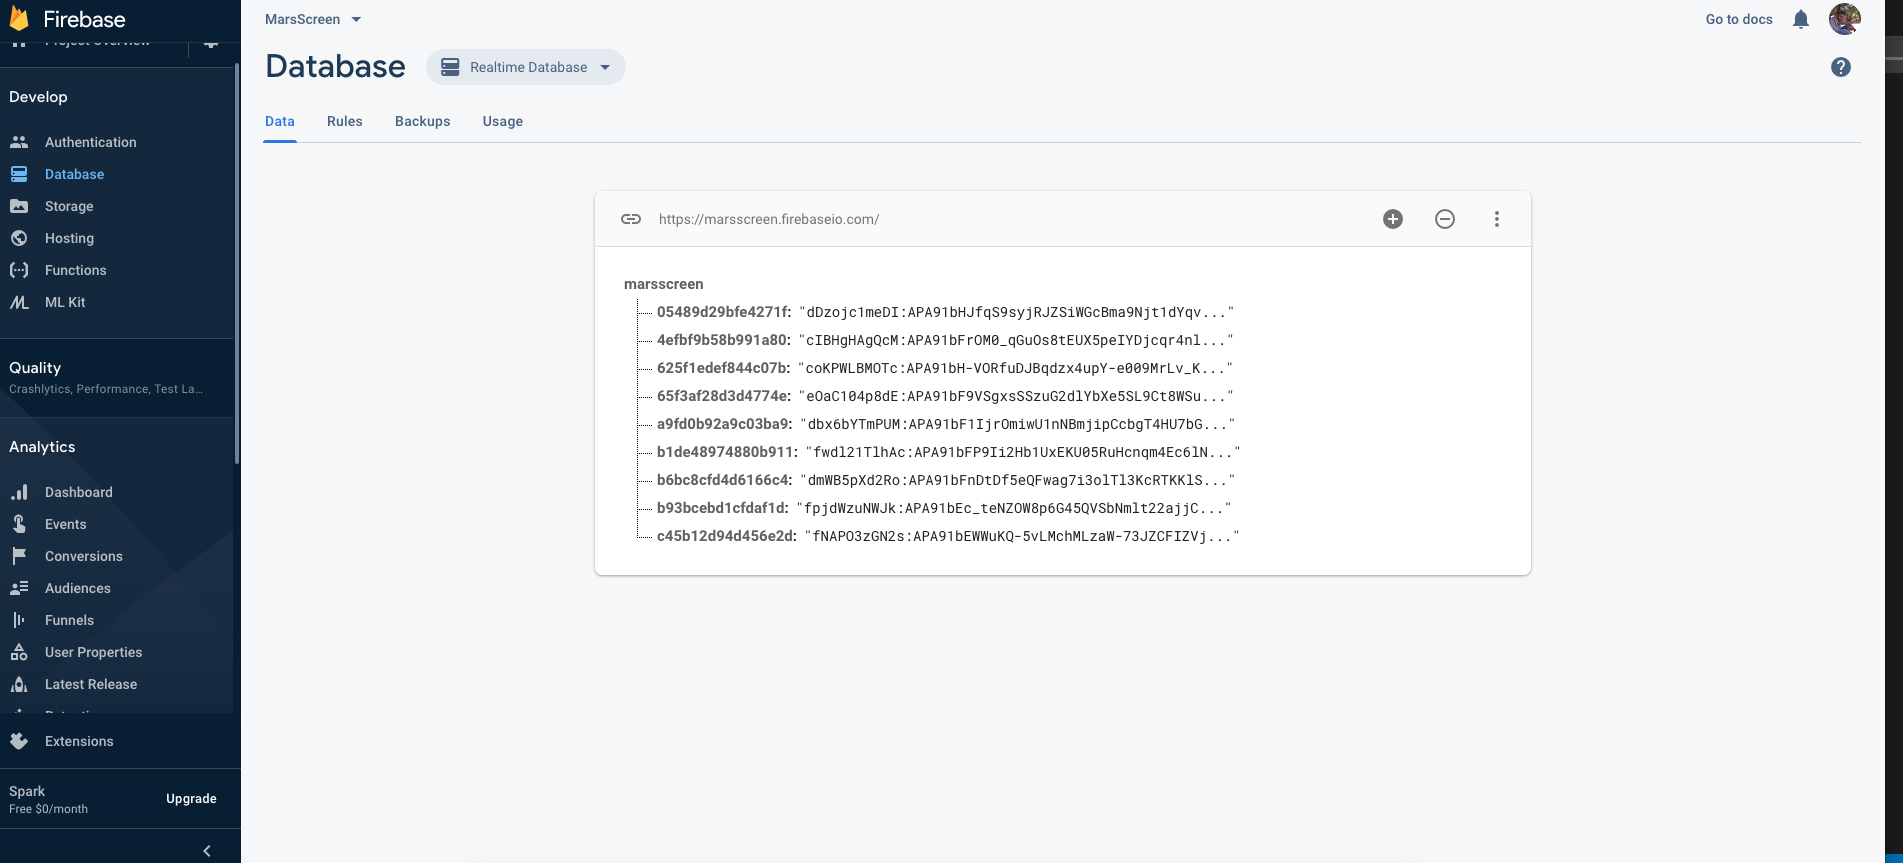 Firebase
Project Overview
Develop
Authentication
Database
Storage
Hosting
Functions
ML Kit
Quality
Crashlytics, Performance, Test La...
Analytics
Dashboard
Events
Conversions
Audiences
Funnels
User Properties
Latest Release
Extensions
Spark
Free $0/month
Upgrade
MarsScreen
Go to docs
Database
Realtime Database
Data Rules Backups Usage
https://marsscreen.firebaseio.com/
marsscreen
05489d29bfe4271f: "dDzojc1meDI:APA91bHJfqS9syjRJZSiWGcBma9Njt1dYqv..."
4efbf9b58b991a80: "cIBHgHAgQcM:APA91bFrOM0_qGuOs8tEUX5peIYDjcqr4nl..."
625f1edef844c07b: "coKPWLBMOTc:APA91bH-VORfuDJBqdzx4upY-e009MrLv_K..."
65f3af28d3d4774e: "eOaC104p8dE:APA91bF9VSgxsSSzuG2dlYbXe5SL9Ct8WSu..."
a9fd0b92a9c03ba9: "dbx6bYTmPUM:APA91bF1IjrOmiwU1nNBmjipCcbgT4HU7bG..."
b1de48974880b911: "fwdl21TlhAc:APA91bFP9Ii2Hb1UxEKU05RuHcnqm4Ec6lN..."
b6bc8cfd4d6166c4: "dmWB5pXd2Ro:APA91bFnDtDf5eQFwag7i3olTl3KcRTKKlS..."
b93bcebd1cfdaf1d: "fpjdWzuNWJk:APA91bEc_teNZOW8p6G45QVSbNmlt22ajjC..."
c45b12d94d456e2d: "fNAPO3zGN2s:APA91bEWWuKQ-5vLMchMLzaW-73JZCFIZVj..."